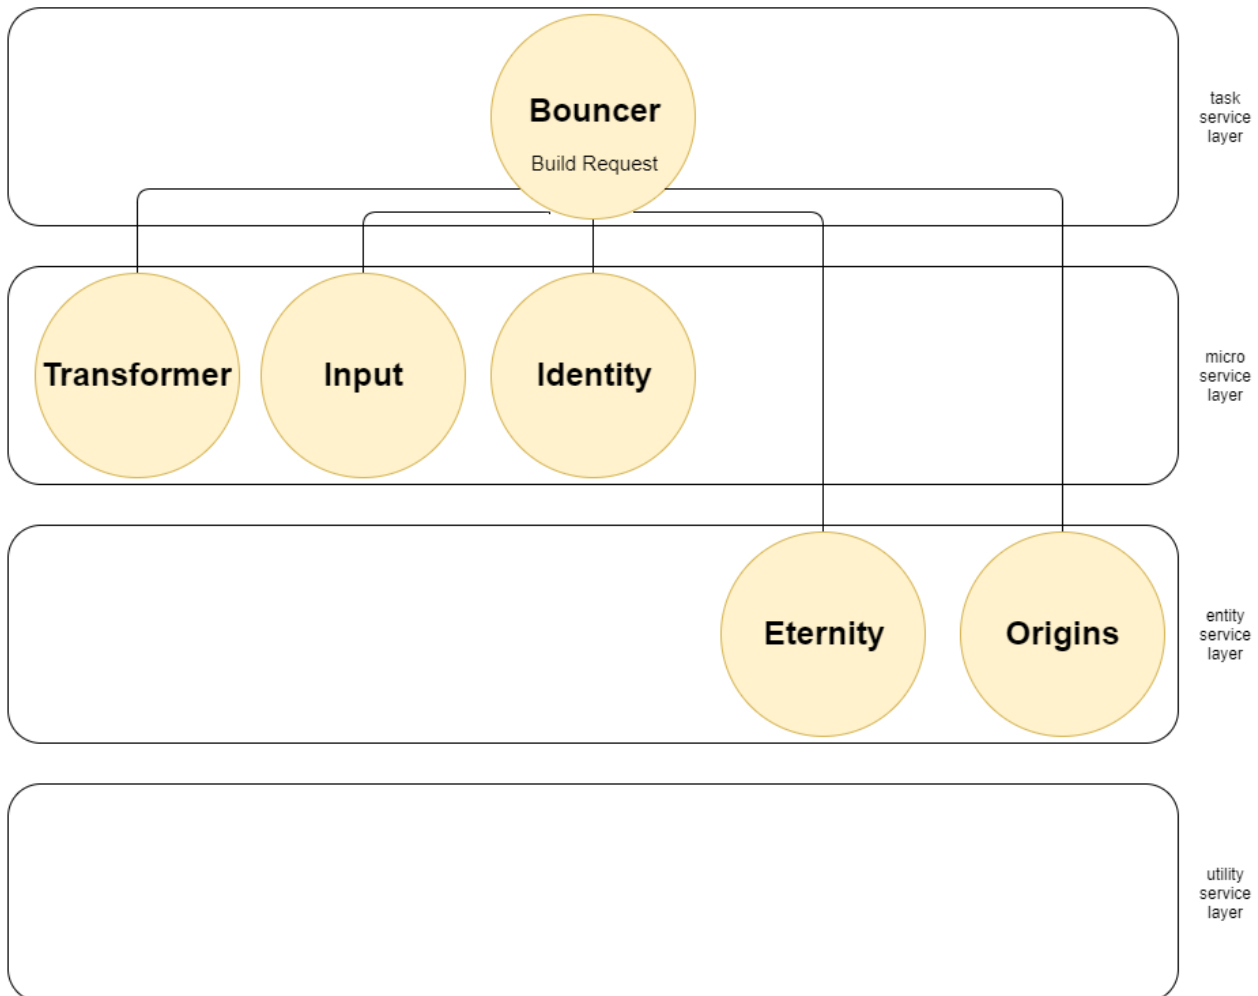 Bouncer
Build Request
task
service
layer
Transformer
Input
Identity
micro
service
layer
Eternity
Origins
entity
service
layer
utility
service
layer